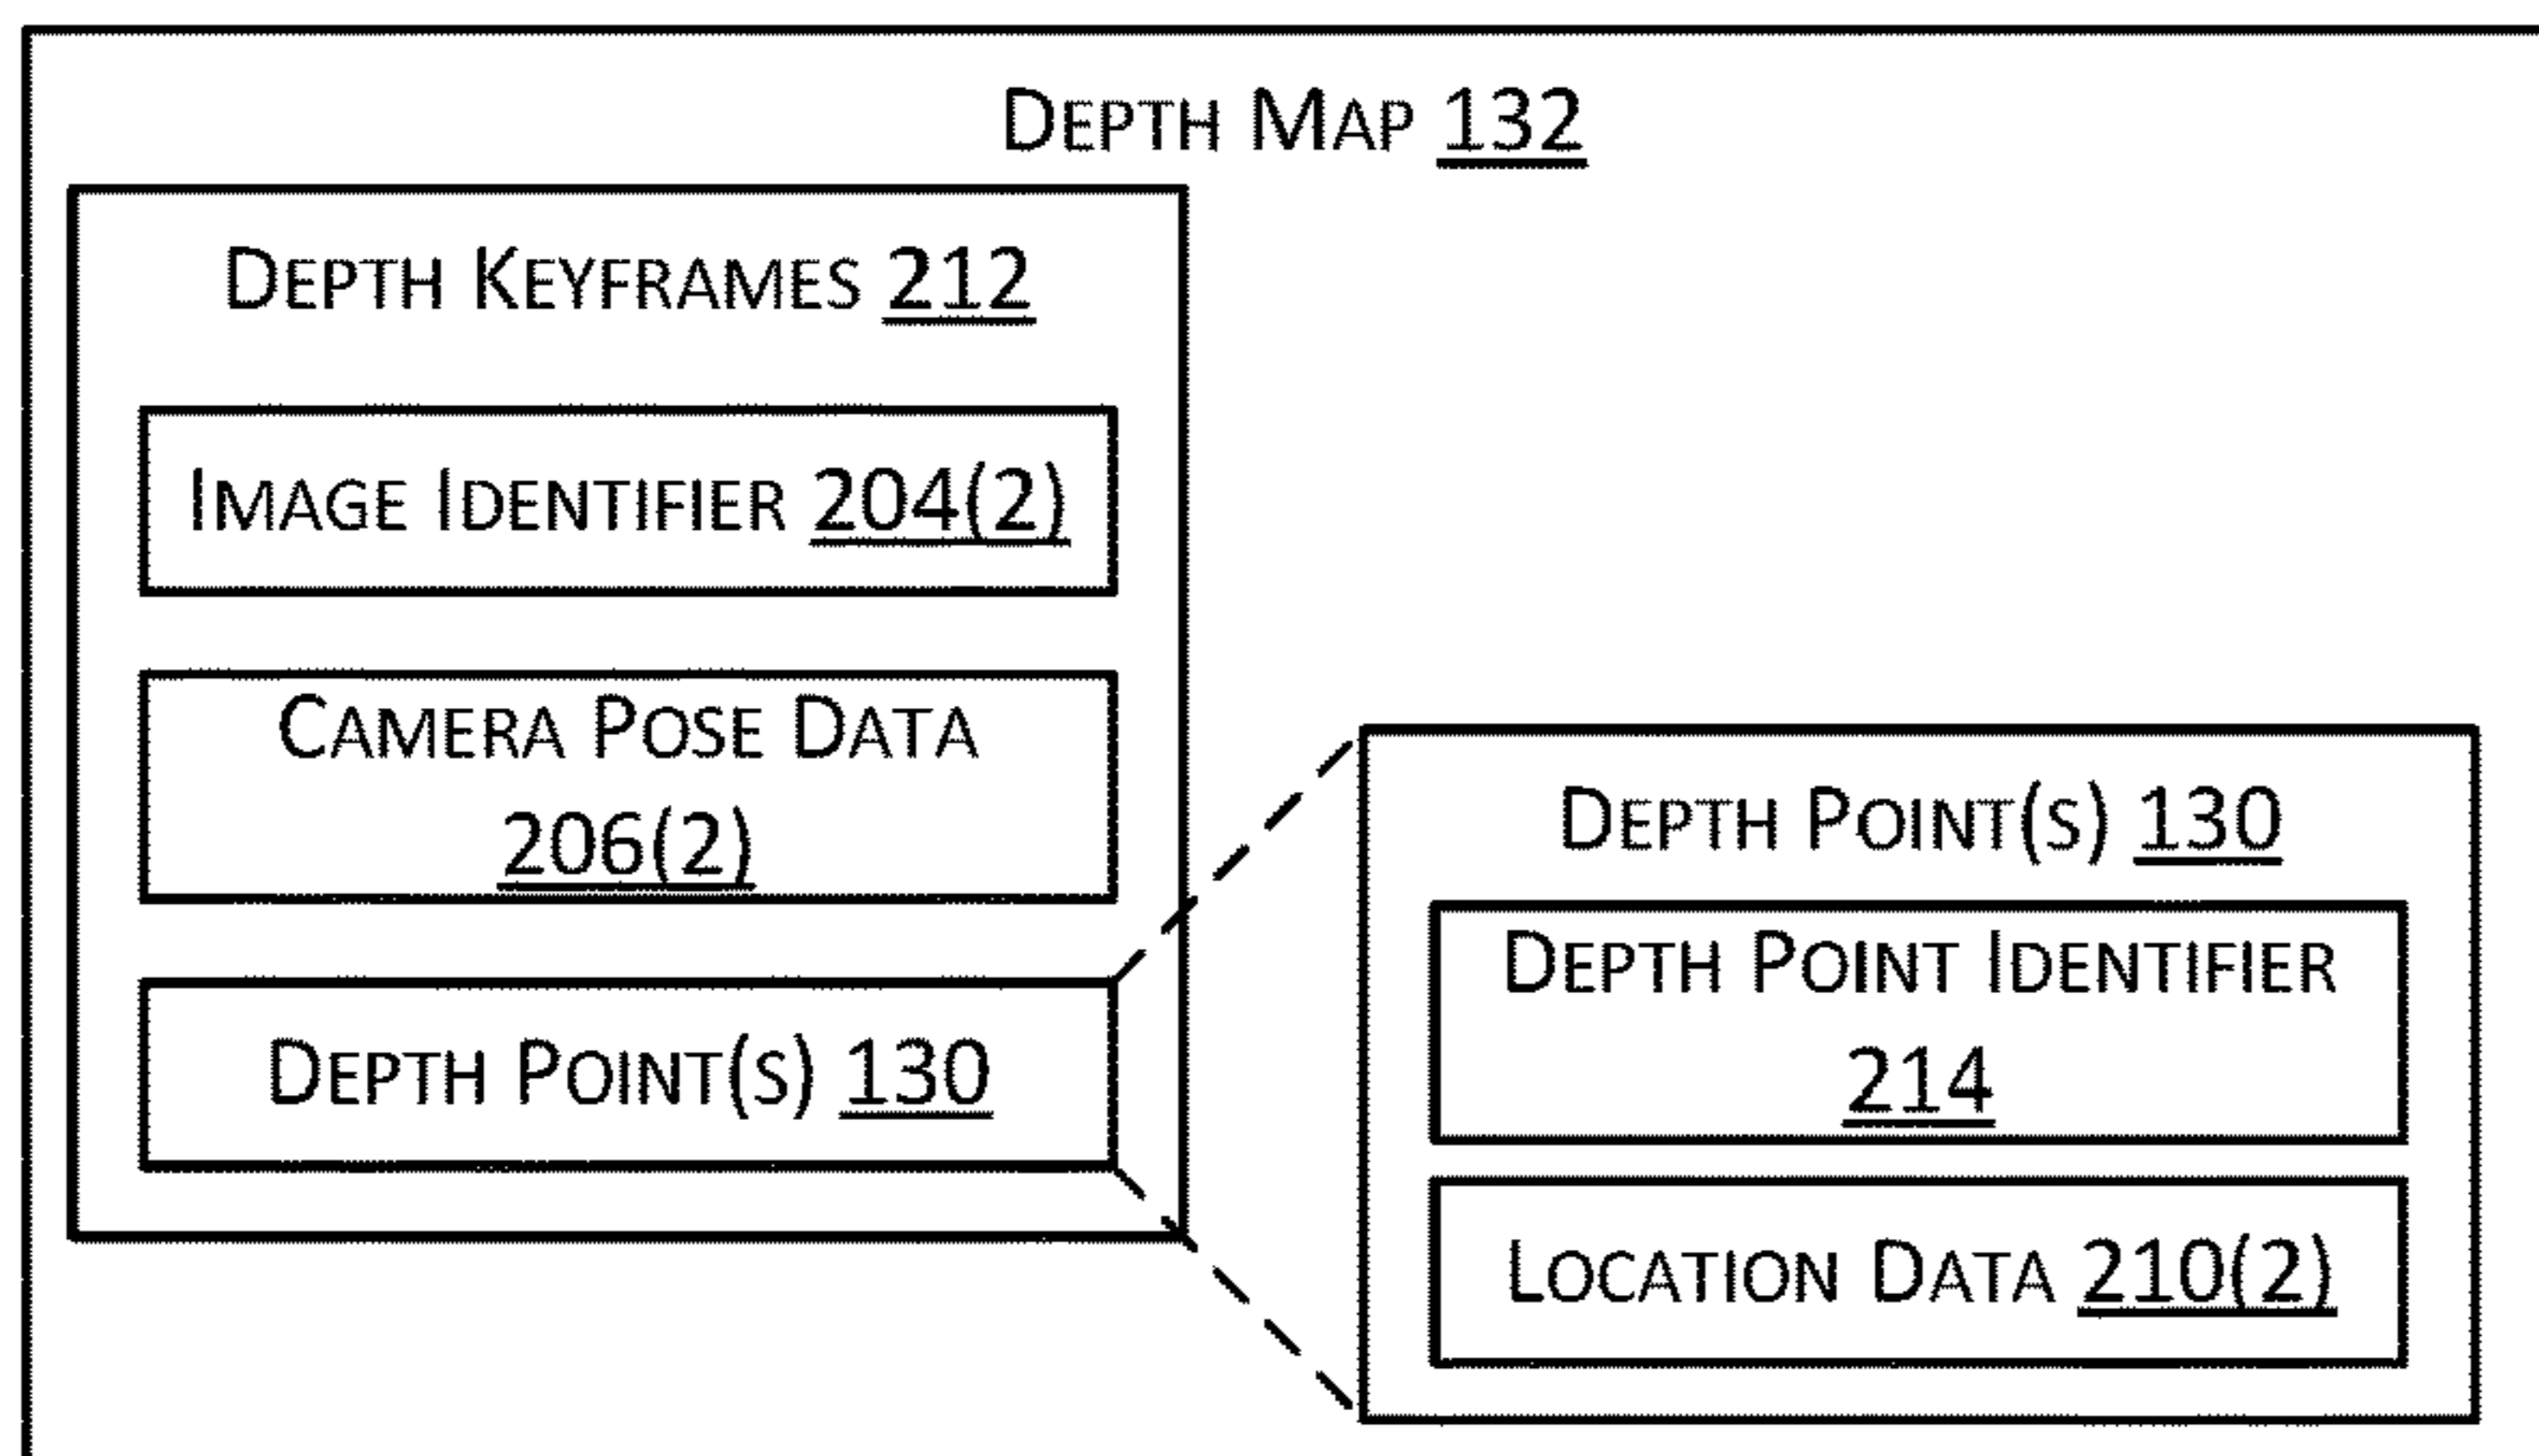 DEPTH MAP 132
DEPTH KEYFRAMES 212
IMAGE IDENTIFIER 204(2)
CAMERA POSE DATA
206(2)
DEPTH POINT(S) 130
DEPTH POINT(S) 130
DEPTH POINT IDENTIFIER
214
LOCATION DATA 210(2)